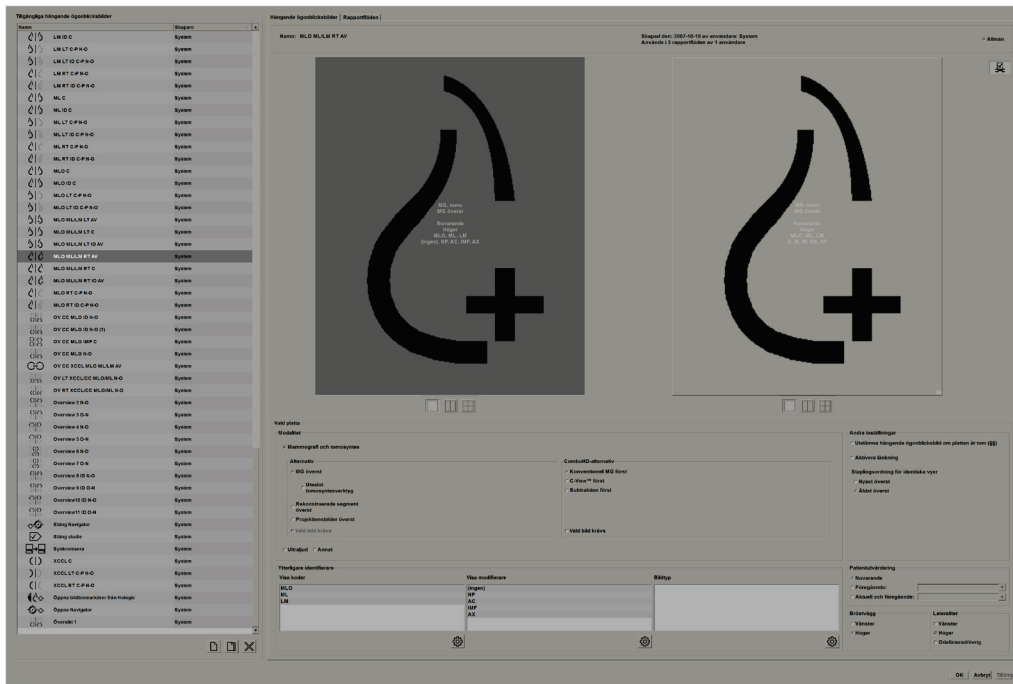 Tillgängliga hängande ögonblicksbilder
Namn Skapare
LM ID C System
LM LT C-P N-O System
LM LT ID C-P N-O System
LM RT C-P N-O System
LM RT ID C-P N-O System
ML C System
ML ID C System
ML LT C-P N-O System
ML LT ID C-P N-O System
ML RT C-P N-O System
ML RT ID C-P N-O System
MLO C System
MLO ID C System
MLO LT C-P N-O System
MLO LT ID C-P N-O System
MLO ML/LM LT AV System
MLO ML/LM LT C System
MLO ML/LM LT ID AV System
MLO ML/LM RT AV System
MLO ML/LM RT C System
MLO ML/LM RT ID AV System
MLO RT C-P N-O System
MLO RT ID C-P N-O System
OV CC MLO ID N-O System
OV CC MLO ID N-O (1) System
OV CC MLO IMP C System
OV CC MLO N-O System
OV CC XCCL MLO ML/LM AV System
OV LT XCCL/CC MLO/ML N-O System
OV RT XCCL/CC MLO/ML N-O System
Overview 2 N-O System
Overview 3 O-N System
Overview 4 N-O System
Overview 5 O-N System
Overview 6 N-O System
Overview 7 O-N System
Overview 8 ID N-O System
Overview 9 ID O-N System
Overview10 ID N-O System
Overview11 ID O-N System
Stäng Navigator System
Stäng studie System
Synkronisera System
XCCL C System
XCCL LT C-P N-O System
XCCL RT C-P N-O System
Öppna bildbiomarkörer från Hologic System
Öppna Navigator System
Översikt 1 System
Hängande ögonblicksbilder Rapportflöden
Namn: MLO ML/LM RT AV
Skapad den: 2007-10-10 av användare: System
Används i 3 rapportflöden av 1 användare
Allmän
MG, tomo
MG överst
Nuvarande
Höger
MLO, ML, LM
(ingen), NP, AC, IMF, AX
MG, tomo
MG överst
Nuvarande
Höger
MLO, ML, LM
Vald platta
Modalitet
Mammografi och tomosyntes
Alternativ
MG överst
Uteslut
tomosyntesverktyg
Rekonstruerade segment
överst
Projektionsbilder överst
Vald bild krävs
ComboHD-alternativ
Konventionell MG först
C-View™ först
Subtraktion först
Vald bild krävs
Ultraljud Annat
Andra inställningar
Utelämna hängande ögonblicksbild om plattan är tom (§§)
Aktivera länkning
Staplingsordning för identiska vyer
Nyast överst
Äldst överst
Ytterligare identifierare
Visa koder Visa modifierare Bildtyp
MLO
ML
LM
(ingen)
NP
AC
IMF
AX
Patientutvärdering
Nuvarande
Föregående:
Aktuell och föregående:
Bröstvägg
Vänster
Höger
Lateralitet
Vänster
Höger
Odefinierad/övrig
OK Avbryt